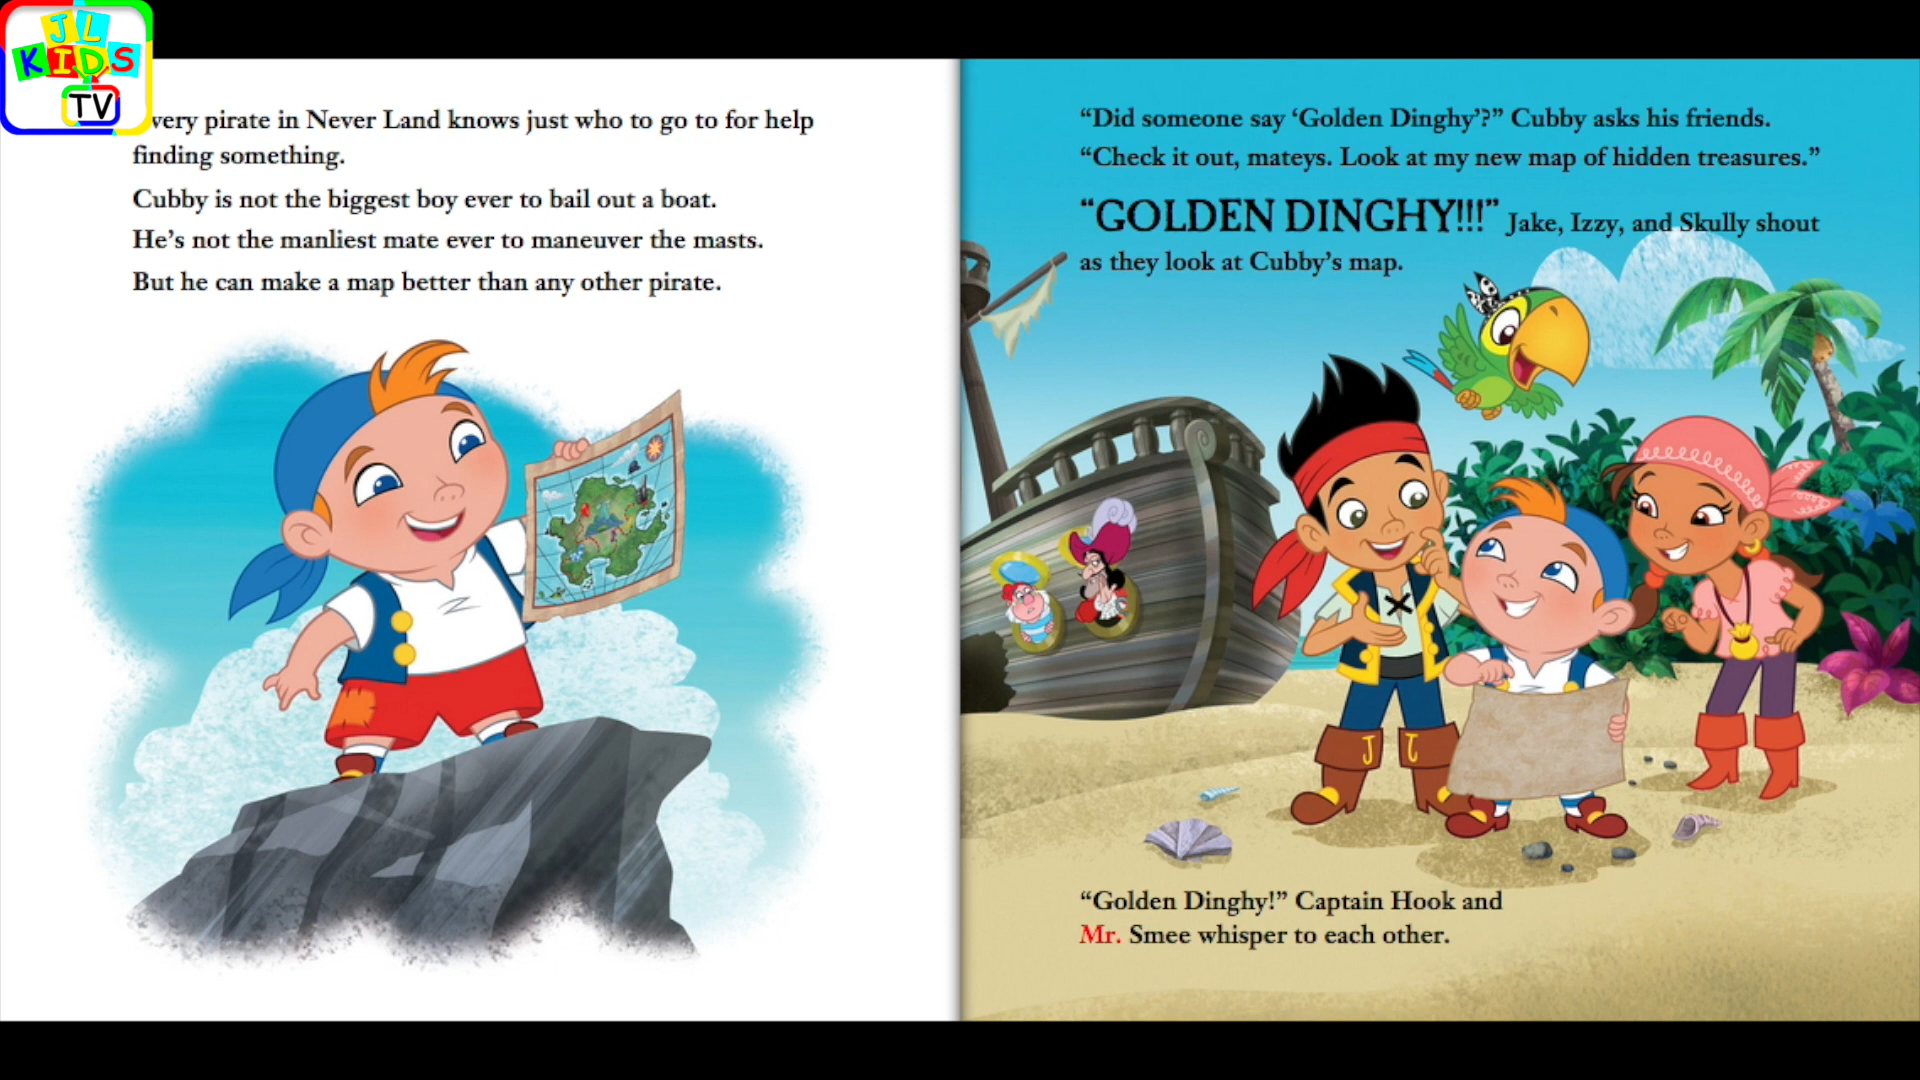 JL
KIDS
TV
very pirate in Never Land knows just who to go to for help
finding something.
Cubby is not the biggest boy ever to bail out a boat.
He's not the manliest mate ever to maneuver the masts.
But he can make a map better than any other pirate.
“Did someone say ‘Golden Dinghy’?” Cubby asks his friends.
“Check it out, mateys. Look at my new map of hidden treasures.”
“GOLDEN DINGHY!!!” Jake, Izzy, and Skully shout
as they look at Cubby’s map.
J J
“Golden Dinghy!” Captain Hook and
Mr. Smee whisper to each other.